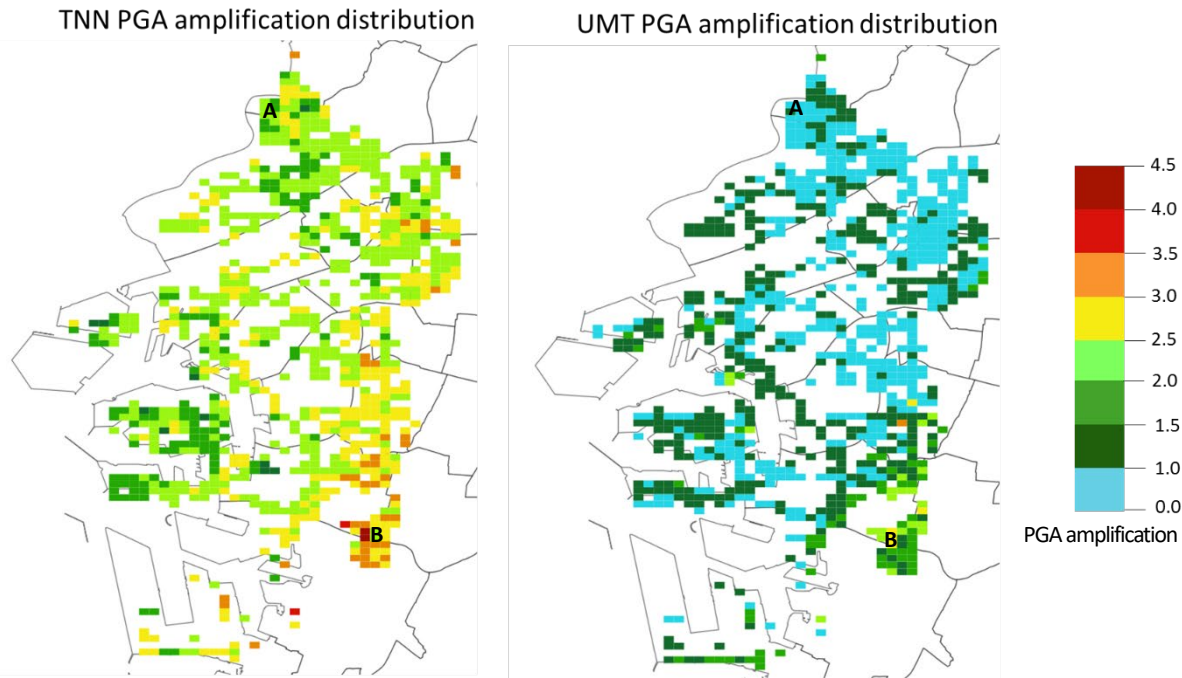 TNN PGA amplification distribution
UMT PGA amplification distribution
A
A
B
B
4.5
4.0
3.5
3.0
2.5
2.0
1.5
1.0
0.0
PGA amplification